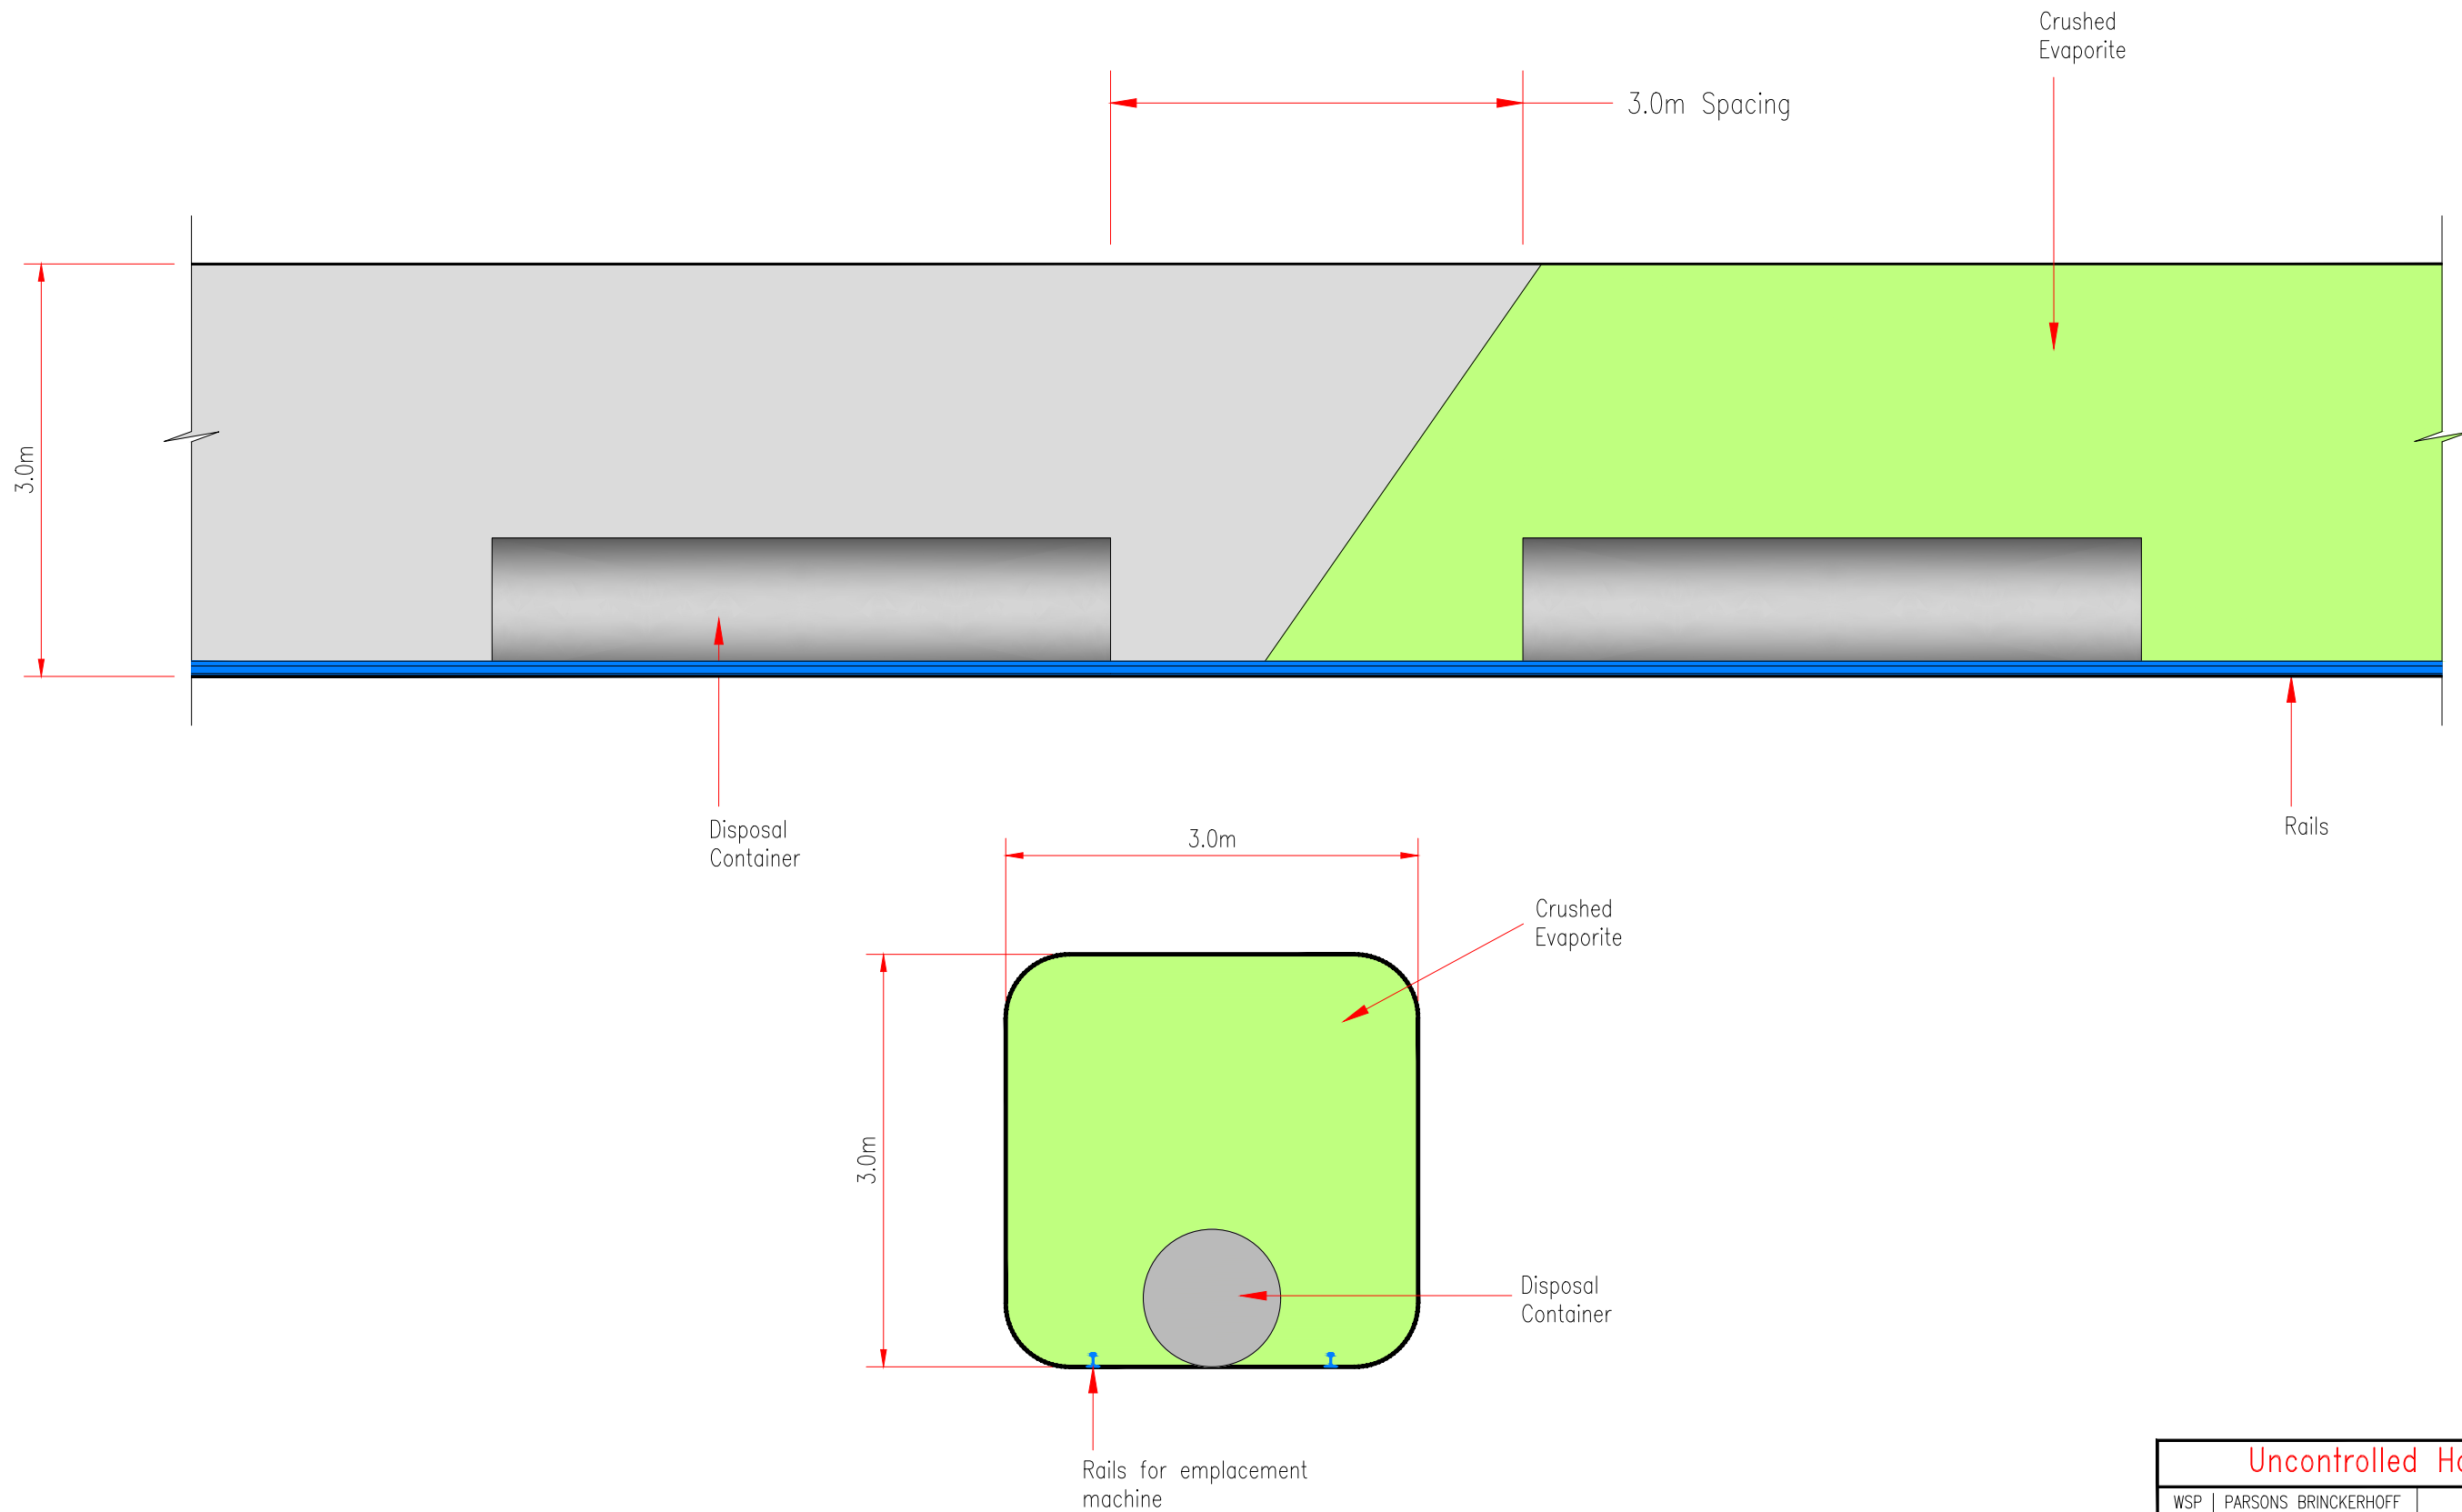 Crushed
Evaporite
3.0m Spacing
3.0m
Disposal
Container
Rails
3.0m
Crushed
Evaporite
3.0m
Disposal
Container
Rails for emplacement
machine
Uncontrolled
WSP | PARSONS BRINCKERHOFF